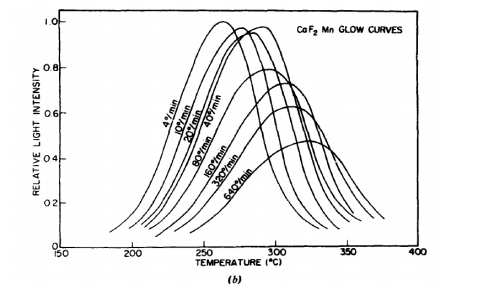 CaF2 Mn GLOW CURVES
RELATIVE LIGHT INTENSITY
1.0
0.8
0.6
0.4
0.2
0
4°/min
10°/min
20°/min
40°/min
80°/min
160°/min
320°/min
640°/min
150 200 250 300 350 400
TEMPERATURE (°C)
(b)